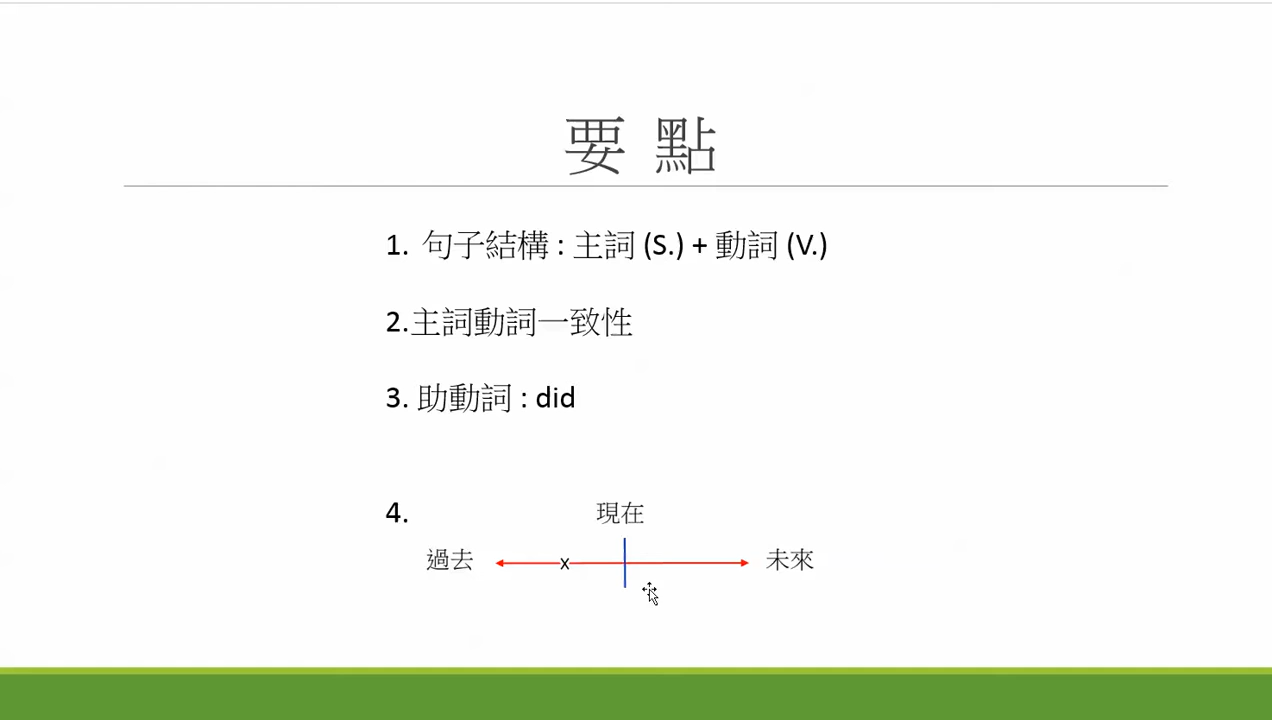 要 點
1. 句子結構 : 主詞 (S.) + 動詞 (V.)
2.主詞動詞一致性
3. 助動詞 : did
4.
現在
過去 x 未來